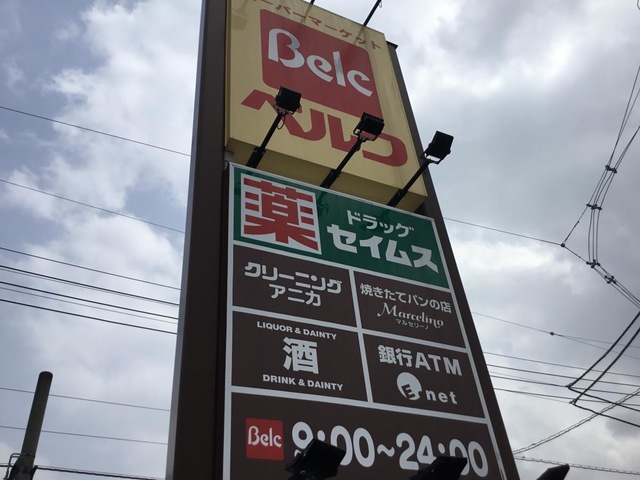 ーパーマーケット
Belc
ベルク
薬
ドラッグ
セイムス
クリーニング
アニカ
焼きたてパンの店
Marcelino
マルセリーノ
LIQUOR & DAINTY
酒
DRINK & DAINTY
銀行ATM
net
Belc
9:00~24:00